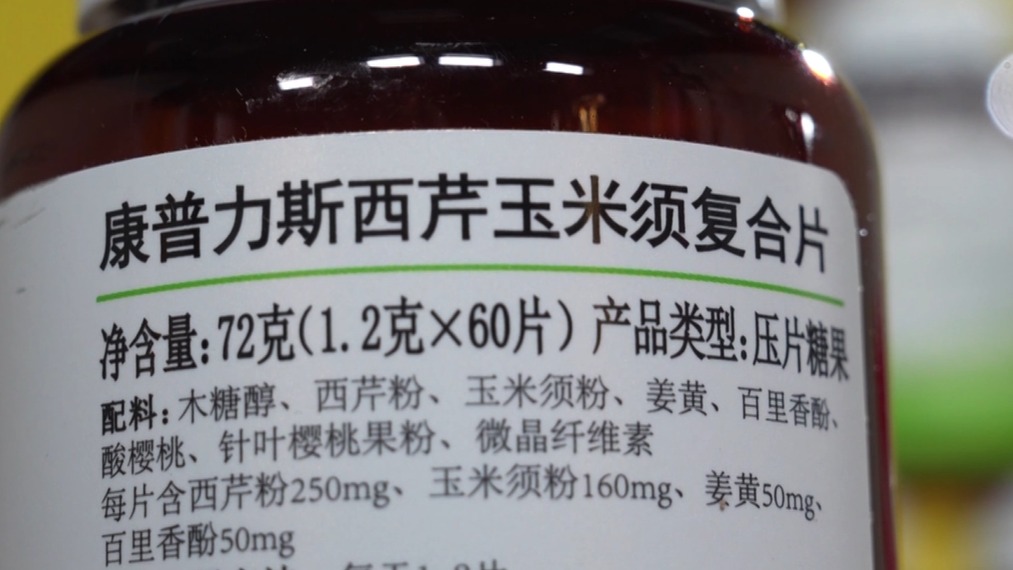 康普力斯西芹玉米须复合片
净含量:72克(1.2克×60片) 产品类型:压片糖果
配料:木糖醇、西芹粉、玉米须粉、姜黄、百里香酚、
酸樱桃、针叶樱桃果粉、微晶纤维素
每片含西芹粉250mg、玉米须粉160mg、姜黄50mg、
百里香酚50mg